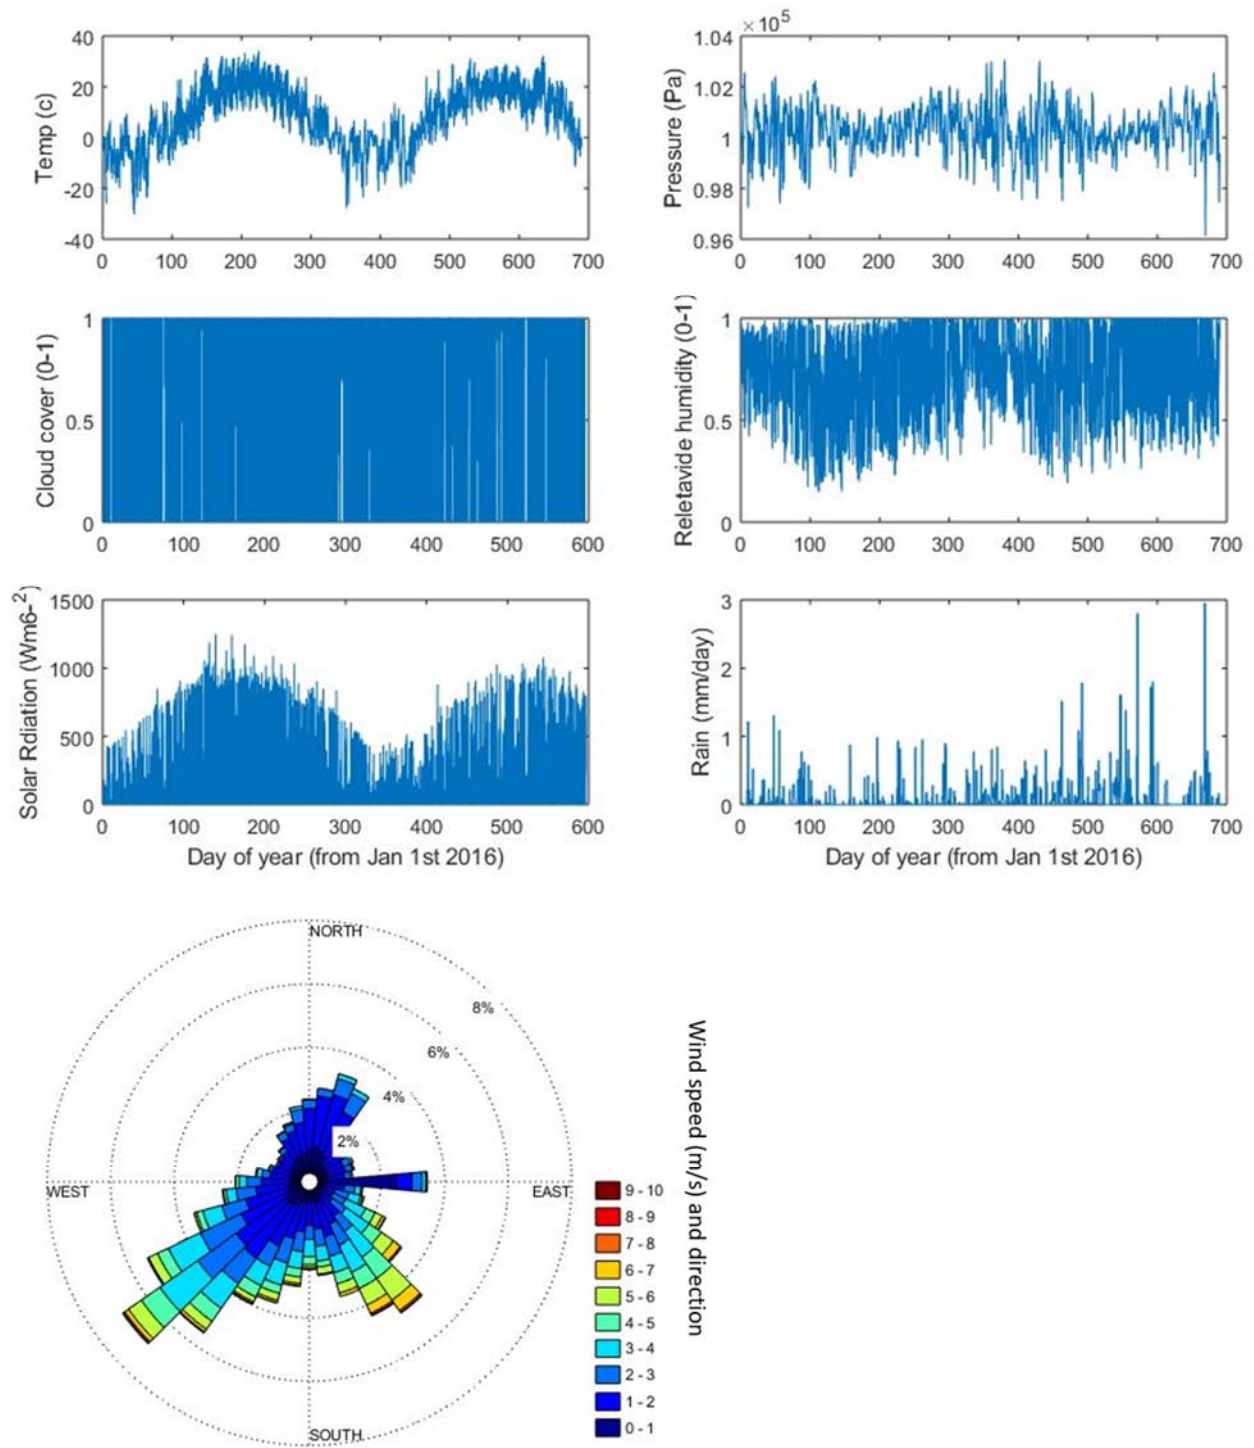 Temp (c)
40
20
0
-20
-40
0 100 200 300 400 500 600 700
Pressure (Pa)
× 10⁵
1.04
1.02
1
0.98
0.96
0 100 200 300 400 500 600 700
Cloud cover (0-1)
1
0.5
0
0 100 200 300 400 500 600
Reletavide humidity (0-1)
1
0.5
0
0 100 200 300 400 500 600 700
Solar Rdiation (Wm6-²)
1500
1000
500
0
0 100 200 300 400 500 600
Day of year (from Jan 1st 2016)
Rain (mm/day)
3
2
1
0
0 100 200 300 400 500 600 700
Day of year (from Jan 1st 2016)
NORTH
8%
6%
4%
2%
WEST
EAST
SOUTH
9 - 10
8 - 9
7 - 8
6 - 7
5 - 6
4 - 5
3 - 4
2 - 3
1 - 2
0 - 1
Wind speed (m/s) and direction